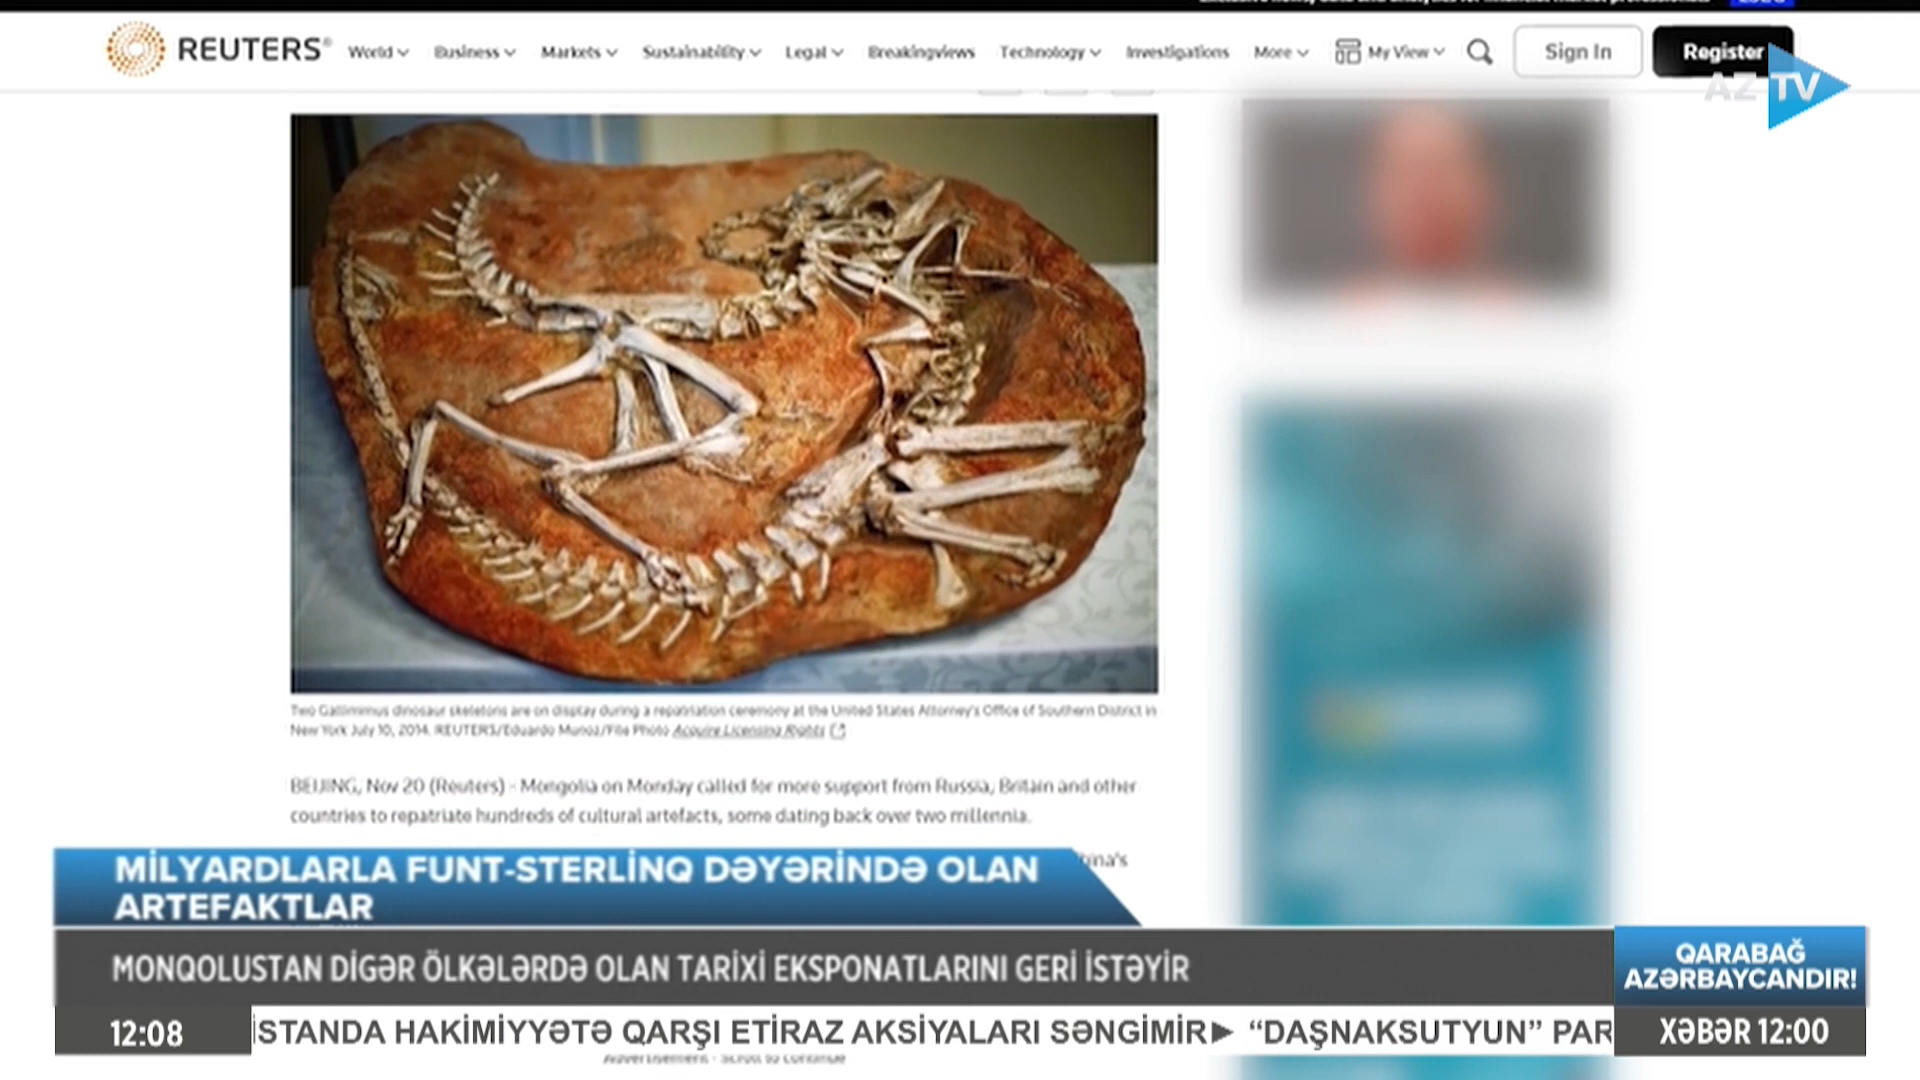 REUTERS
World
Business
Markets
Sustainability
Legal
Breakingviews
Technology
Investigations
More
My View
Sign In
Register
AZTV
Two Gallimimus dinosaur skeletons are on display during a repatriation ceremony at the United States Attorney's Office of Southern District in
New York July 10, 2014. REUTERS/Eduardo Munoz/File Photo Acquire Licensing Rights
BEIJING, Nov 20 (Reuters) - Mongolia on Monday called for more support from Russia, Britain and other
countries to repatriate hundreds of cultural artefacts, some dating back over two millennia.
MİLYARDLARLA FUNT-STERLİNQ DƏYƏRİNDƏ OLAN
ARTEFAKTLAR
MONQOLUSTAN DİGƏR ÖLKƏLƏRDƏ OLAN TARİXİ EKSPONATLARINI GERİ İSTƏYİR
QARABAĞ
AZƏRBAYCANDIR!
12:08
İSTANDA HAKİMİYYƏTƏ QARŞI ETİRAZ AKSİYALARI SƏNGİMİR► “DAŞNAKSUTYUN” PAR
XƏBƏR 12:00
Advertisement · Scroll to continue